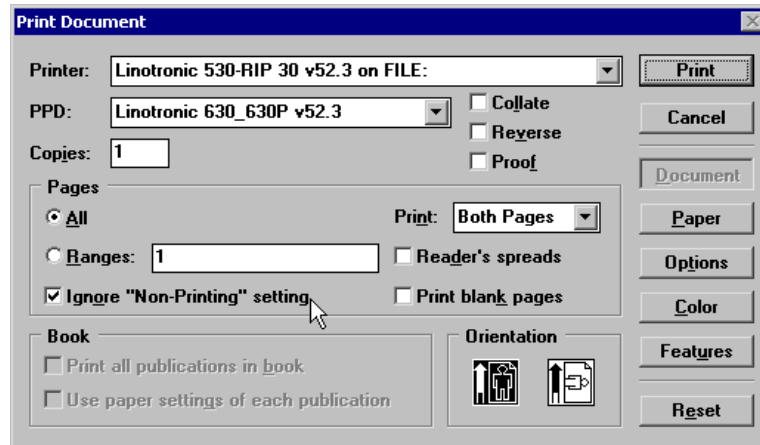 Print Document
Printer: Linotronic 530-RIP 30 v52.3 on FILE:
Print
PPD: Linotronic 630_630P v52.3
Collate
Cancel
Reverse
Copies: 1
Proof
Document
Pages
All
Print: Both Pages
Paper
Ranges: 1
Reader's spreads
Options
Ignore "Non-Printing" setting
Print blank pages
Color
Book
Orientation
Print all publications in book
Features
Use paper settings of each publication
Reset